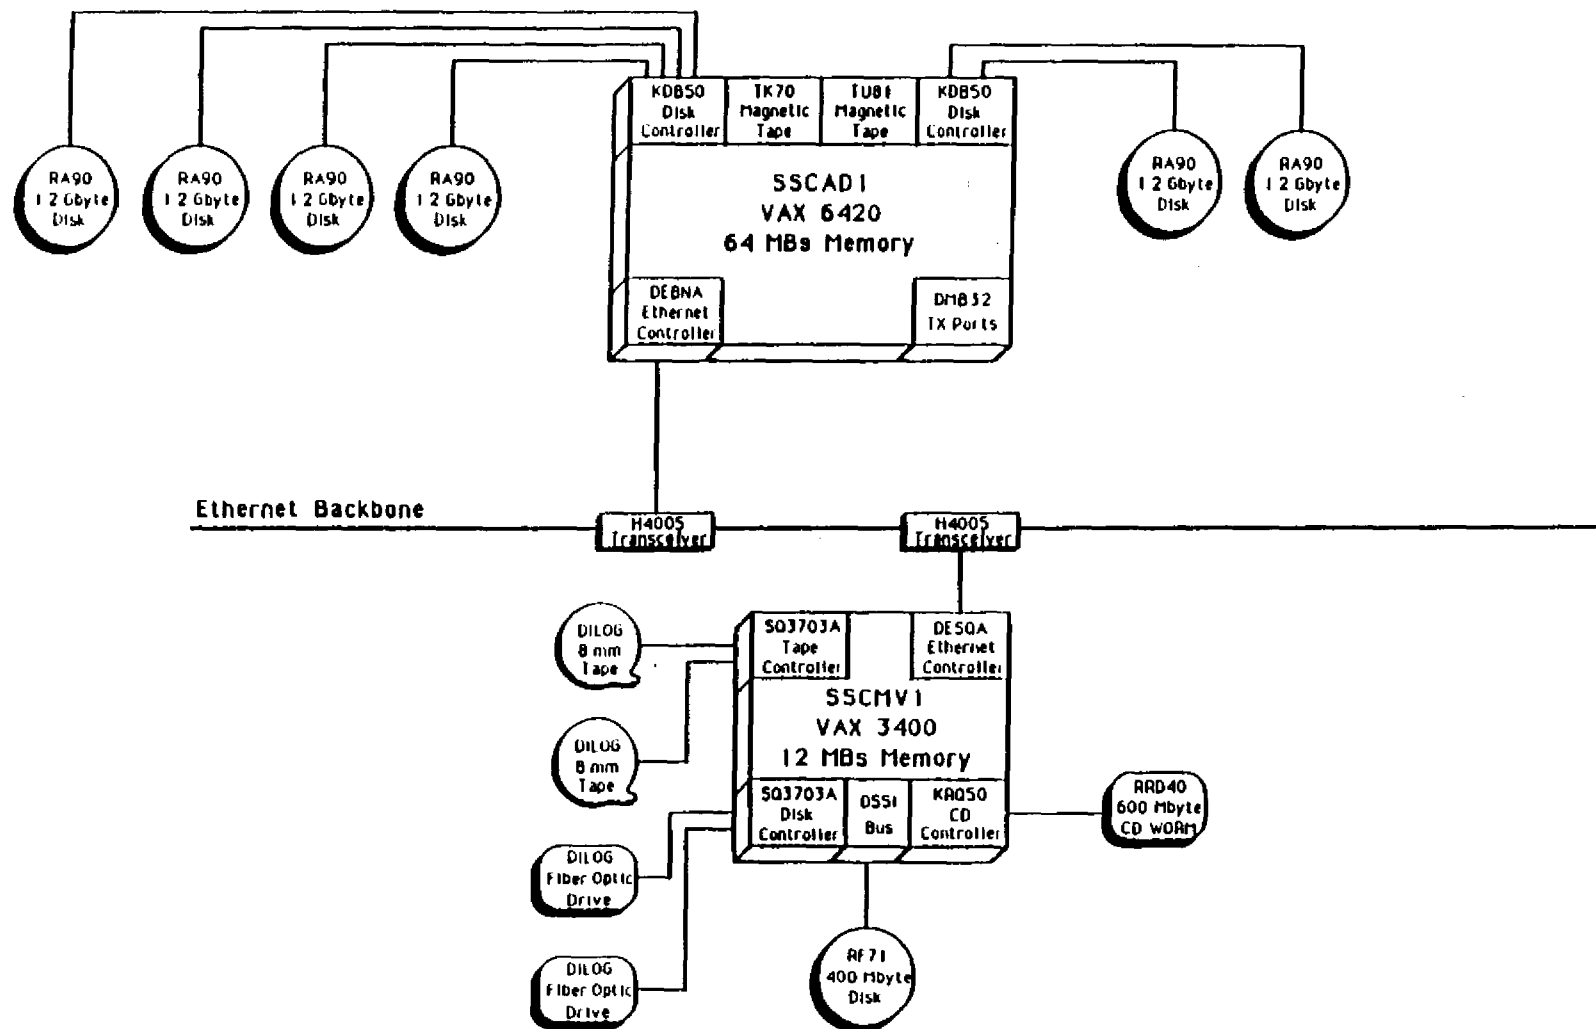 KDB50
Disk
Controller
TK70
Magnetic
Tape
TU81
Magnetic
Tape
KDB50
Disk
Controller
RA90
1 2 Gbyte
Disk
RA90
1 2 Gbyte
Disk
RA90
1 2 Gbyte
Disk
RA90
1 2 Gbyte
Disk
SSCAD1
VAX 6420
64 MBs Memory
RA90
1 2 Gbyte
Disk
RA90
1 2 Gbyte
Disk
DEBNA
Ethernet
Controller
DMB32
TX Ports
Ethernet Backbone
H4005
Transceiver
H4005
Transceiver
DILOG
8 mm
Tape
SQ3703A
Tape
Controller
DESQA
Ethernet
Controller
SSCMV1
VAX 3400
12 MBs Memory
DILOG
8 mm
Tape
SQ3703A
Disk
Controller
DSSI
Bus
KRQ50
CD
Controller
RRD40
600 Mbyte
CD WORM
DILOG
Fiber Optic
Drive
DILOG
Fiber Optic
Drive
RF71
400 Mbyte
Disk